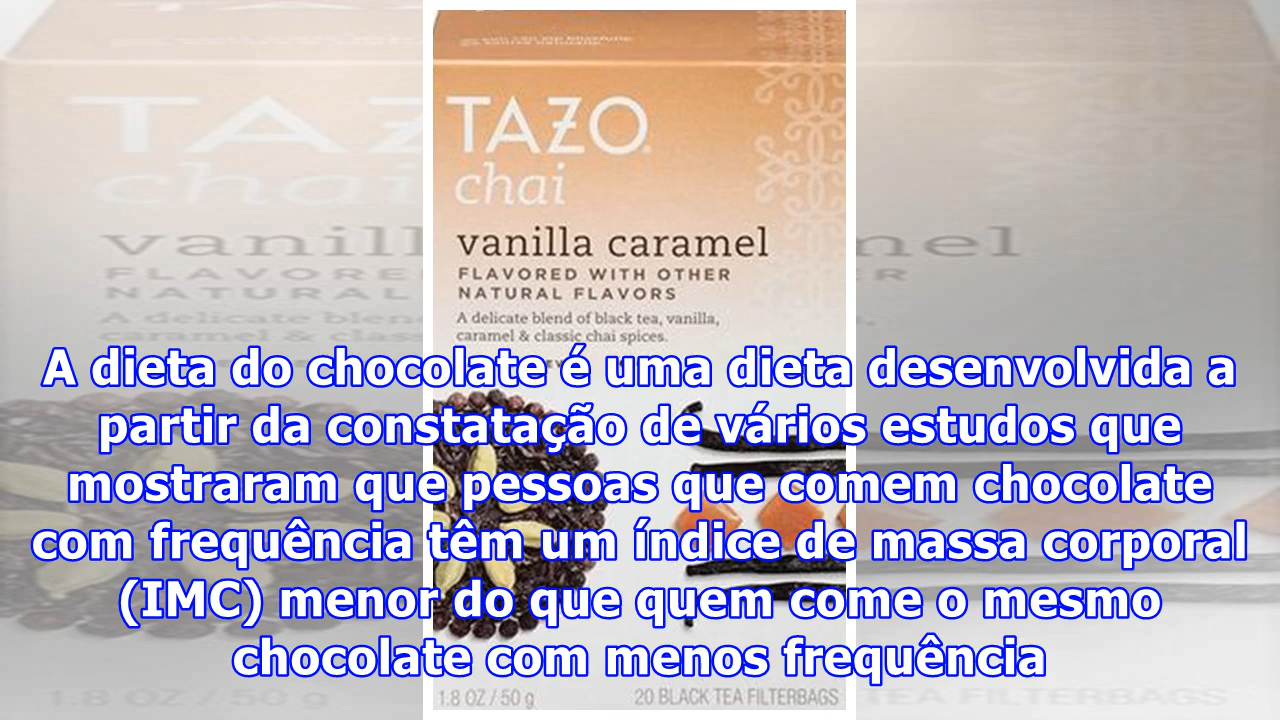 TAZO
chai
vanilla caramel
FLAVORED WITH OTHER
NATURAL FLAVORS
A delicate blend of black tea, vanilla,
caramel & classic chai spices.
A dieta do chocolate é uma dieta desenvolvida a
partir da constatação de vários estudos que
mostraram que pessoas que comem chocolate
com frequência têm um índice de massa corporal
(IMC) menor do que quem come o mesmo
chocolate com menos frequência
1.8 OZ / 50 g
20 BLACK TEA FILTERBAGS